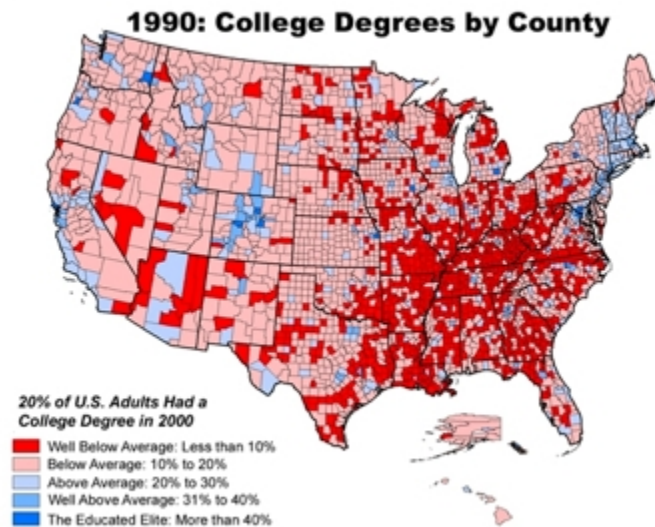 1990: College Degrees by County
20% of U.S. Adults Had a
College Degree in 2000
Well Below Average: Less than 10%
Below Average: 10% to 20%
Above Average: 20% to 30%
Well Above Average: 31% to 40%
The Educated Elite: More than 40%